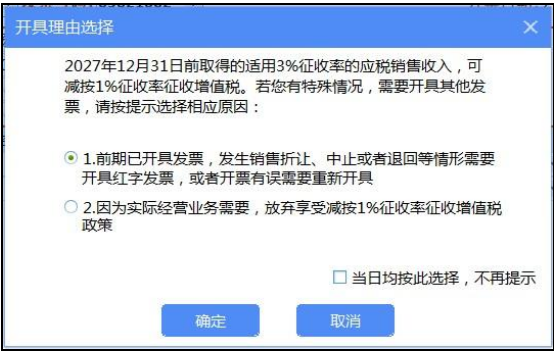 开具理由选择
2027年12月31日前取得的适用3%征收率的应税销售收入，可
减按1%征收率征收增值税。若您有特殊情况，需要开具其他发
票，请按提示选择相应原因：
1.前期已开具发票，发生销售折让、中止或者退回等情形需要
开具红字发票，或者开票有误需要重新开具
2.因为实际经营业务需要，放弃享受减按1%征收率征收增值税
政策
当日均按此选择，不再提示
确定
取消